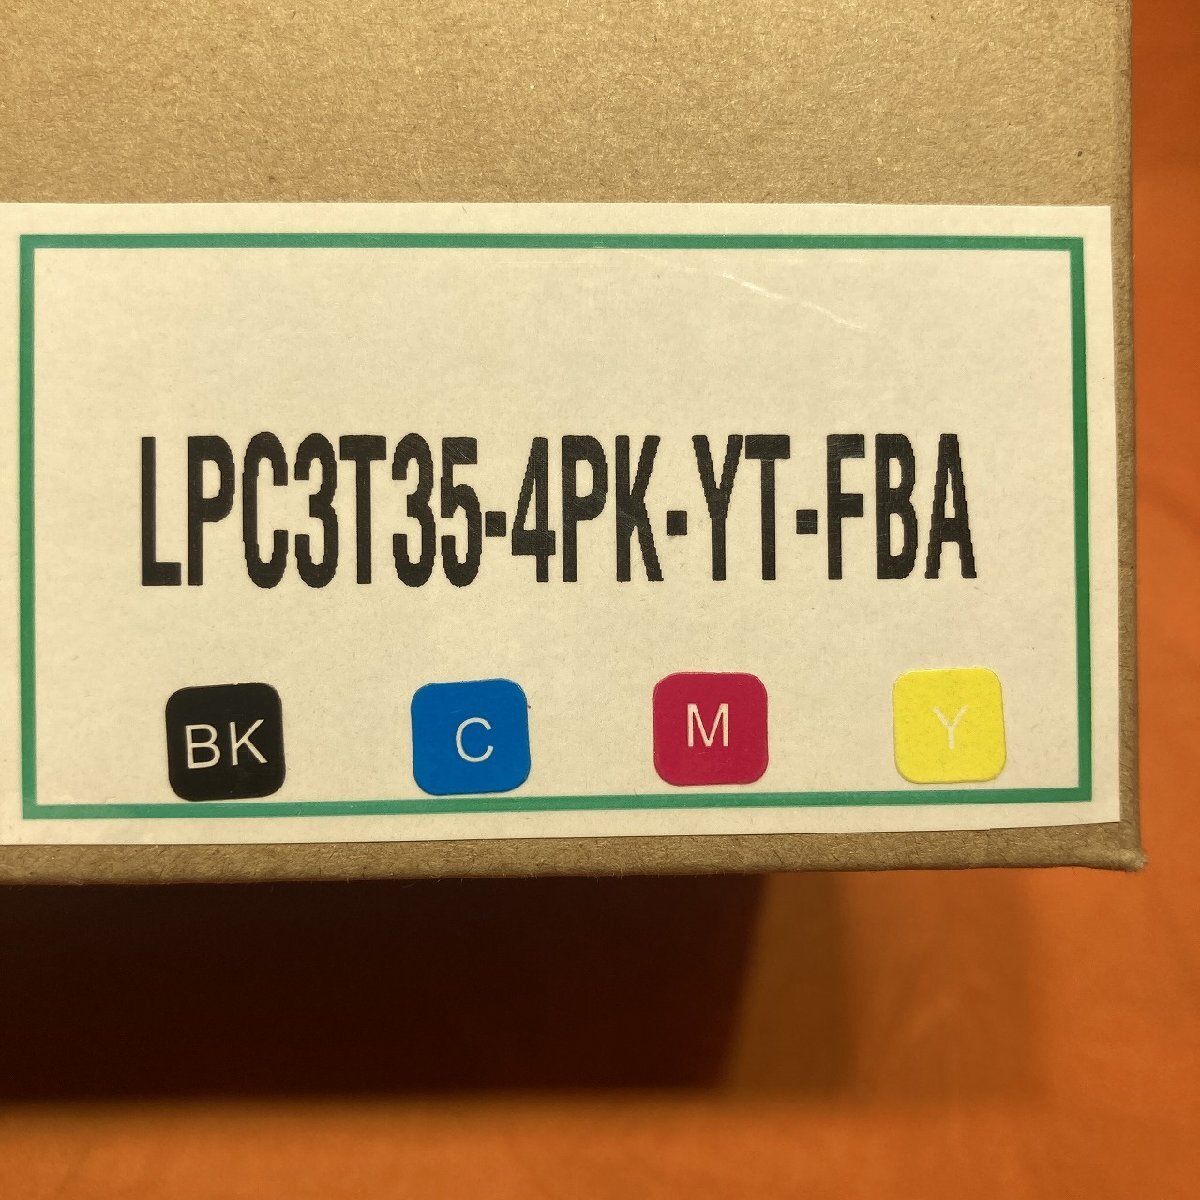 LPC3T35-4PK-YT-FBA
BK C M Y